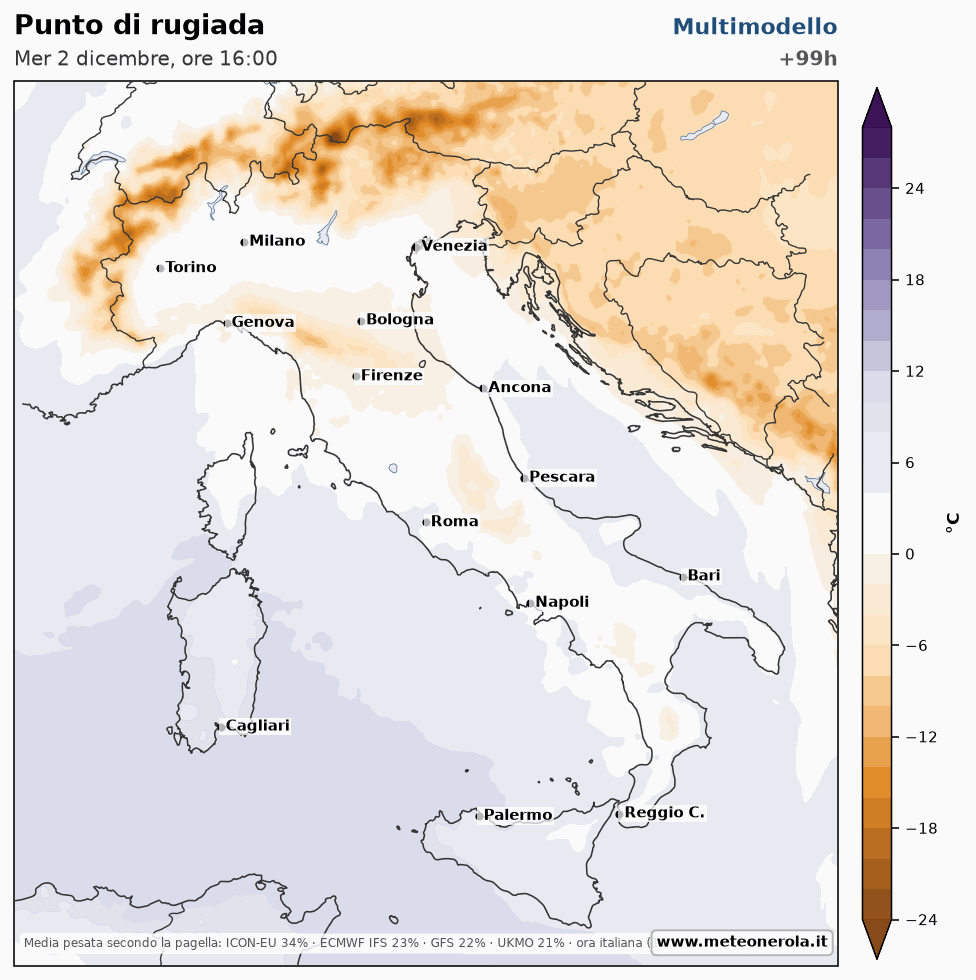 Punto di rugiada
Multimodello
Mer 2 dicembre, ore 16:00
+99h
Milano
Venezia
Torino
Genova
Bologna
Firenze
Ancona
Pescara
Roma
Bari
Napoli
Cagliari
Palermo
Reggio C.
24
18
12
6
0
−6
−12
−18
−24
°C
Media pesata secondo la pagella: ICON-EU 34% · ECMWF IFS 23% · GFS 22% · UKMO 21% · ora italiana (
www.meteonerola.it